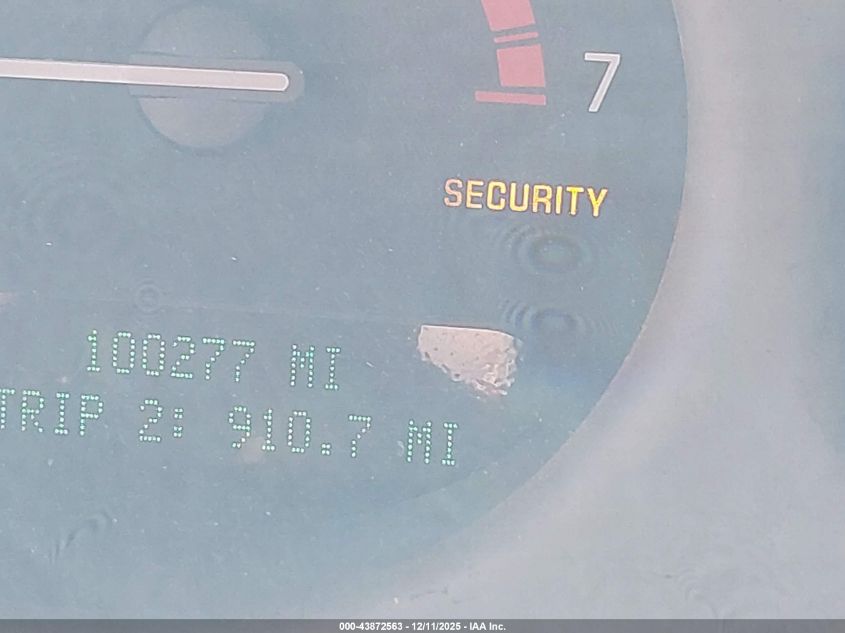 7
SECURITY
100277 MI
TRIP 2: 910.7 MI
000-43872563 - 12/11/2025 - IAA Inc.